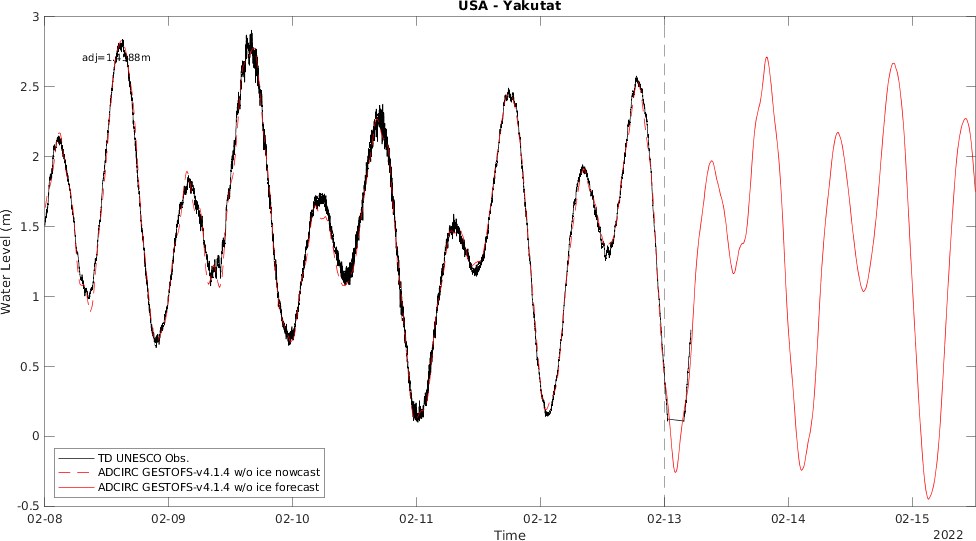 USA - Yakutat
3
2.5
2
1.5
1
0.5
0
-0.5
Water Level (m)
TD UNESCO Obs.
ADCIRC GESTOFS-v4.1.4 w/o ice nowcast
ADCIRC GESTOFS-v4.1.4 w/o ice forecast
02-08 02-09 02-10 02-11 02-12 02-13 02-14 02-15
Time
2022